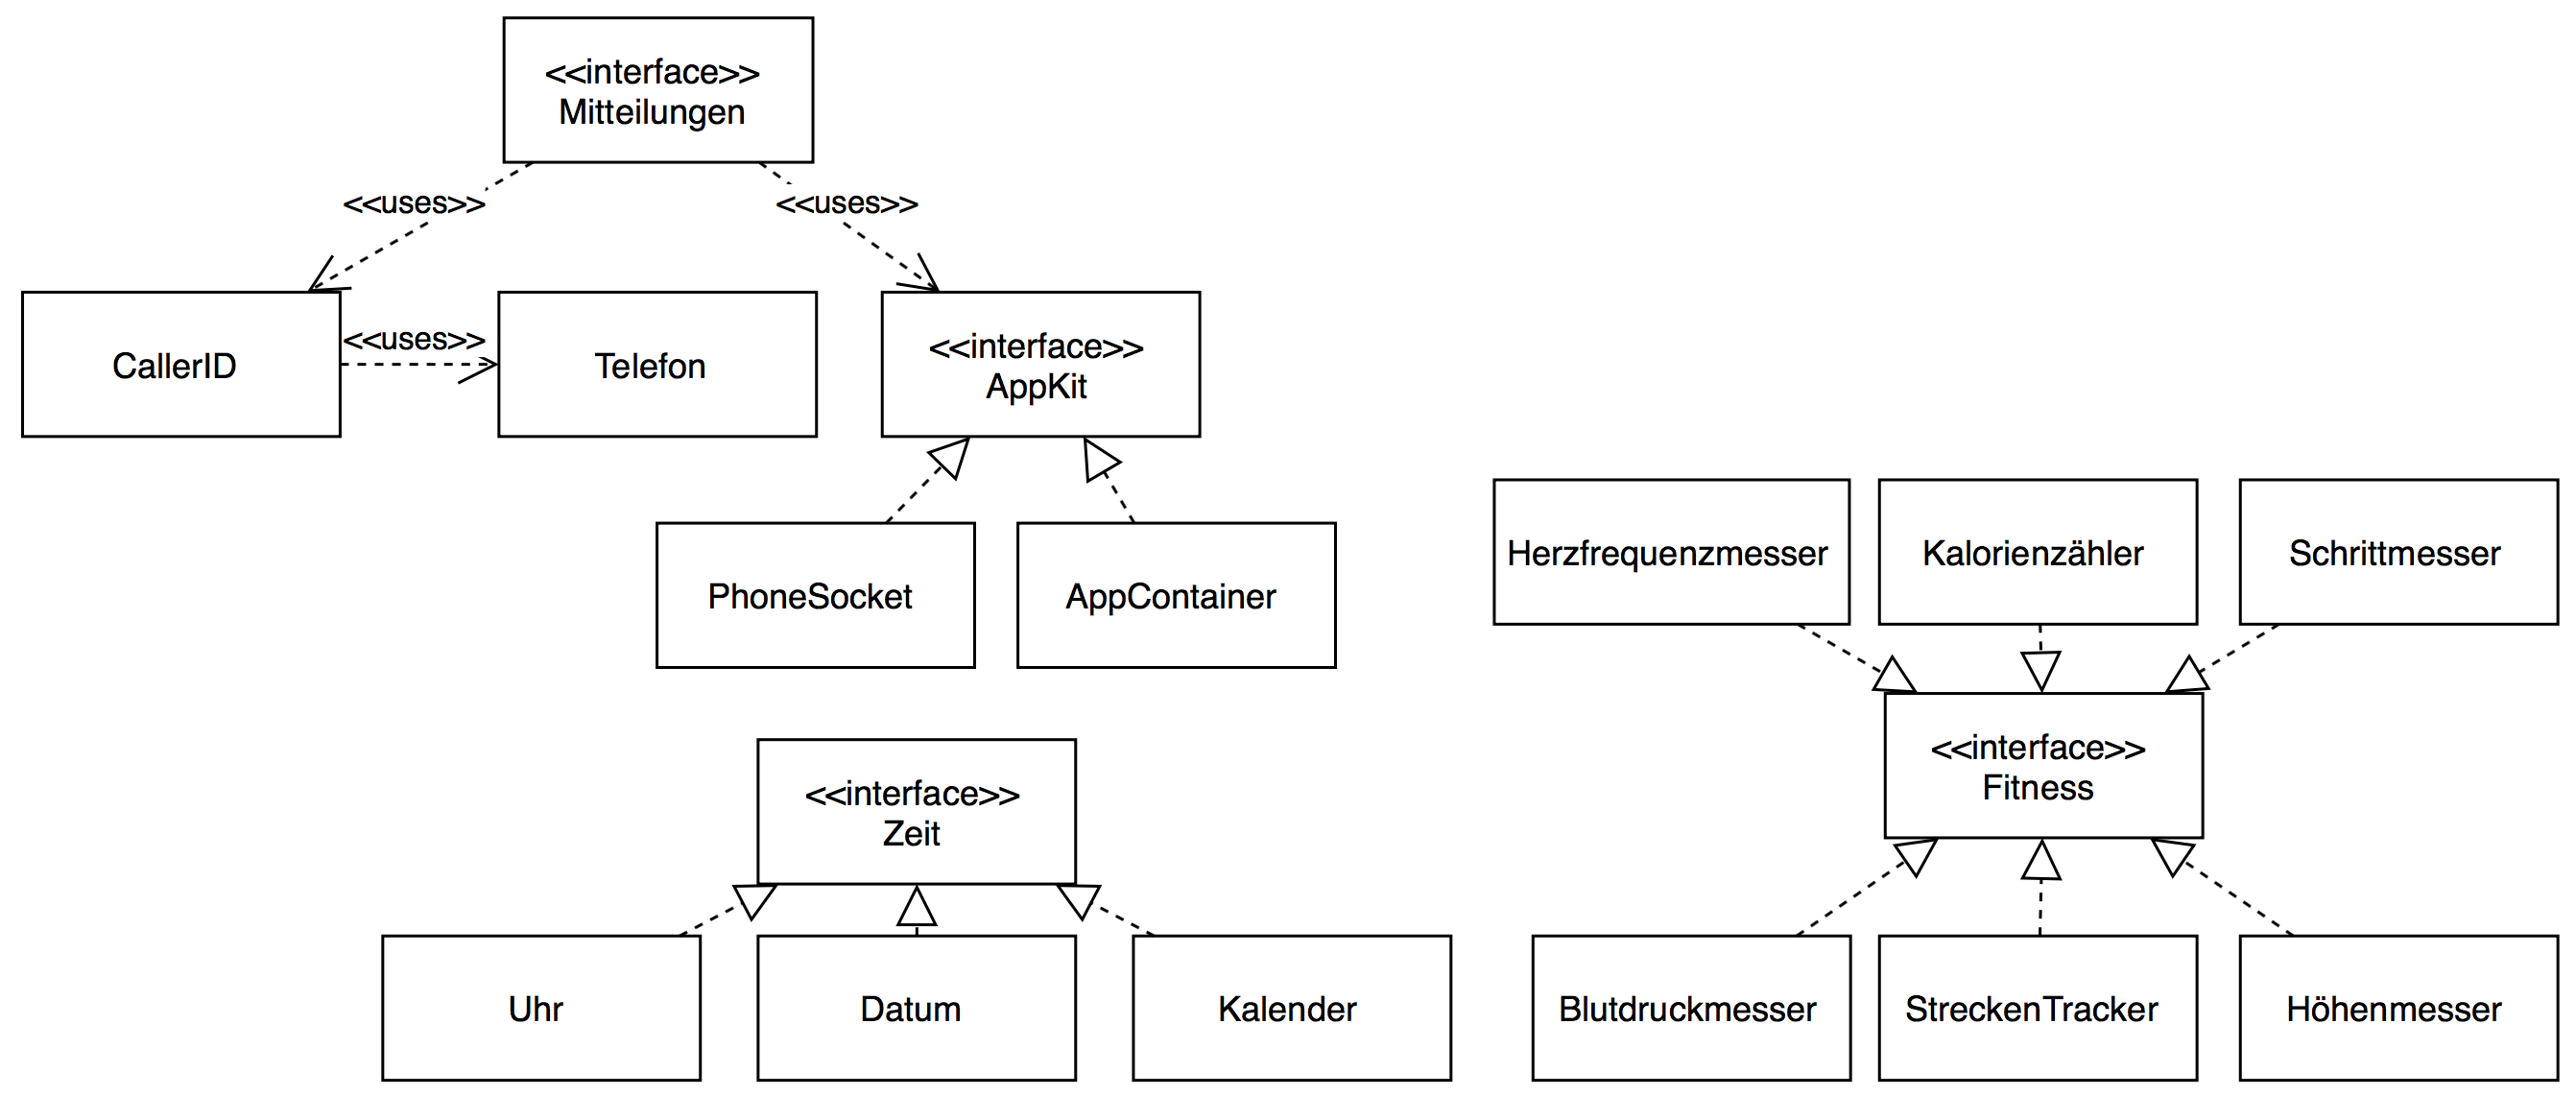 <<interface>>
Mitteilungen
<<uses>>
<<uses>>
CallerID
<<uses>>
Telefon
<<interface>>
AppKit
PhoneSocket
AppContainer
Herzfrequenzmesser
Kalorienzähler
Schrittmesser
<<interface>>
Zeit
<<interface>>
Fitness
Uhr
Datum
Kalender
Blutdruckmesser
StreckenTracker
Höhenmesser